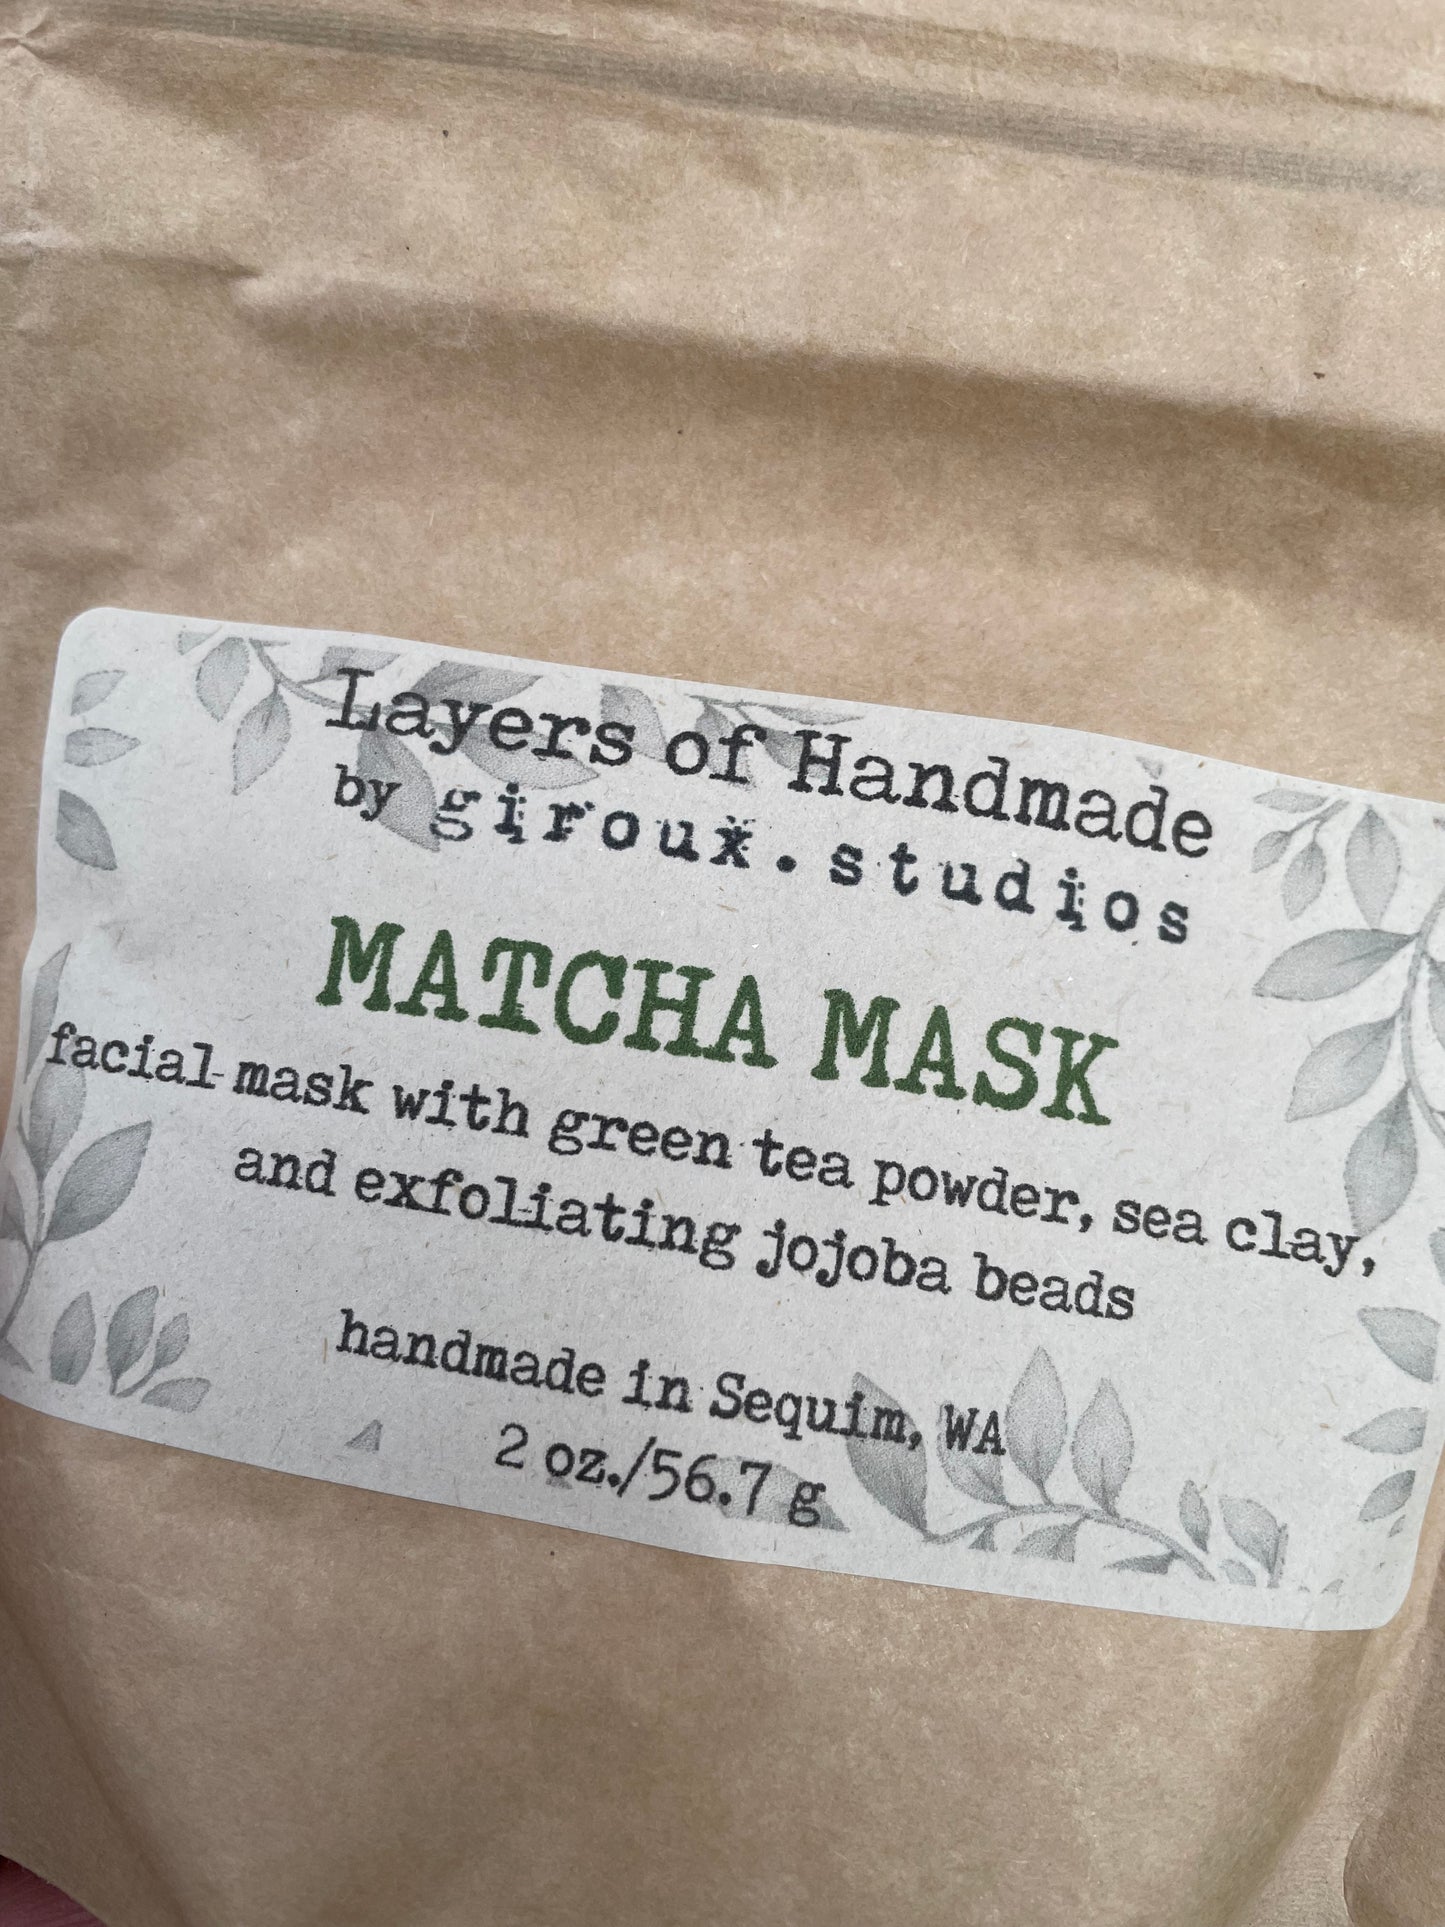 Layers of Handmade
by giroux.studios
MATCHA MASK
facial mask with green tea powder, sea clay,
and exfoliating jojoba beads
handmade in Sequim, WA
2 oz./56.7 g